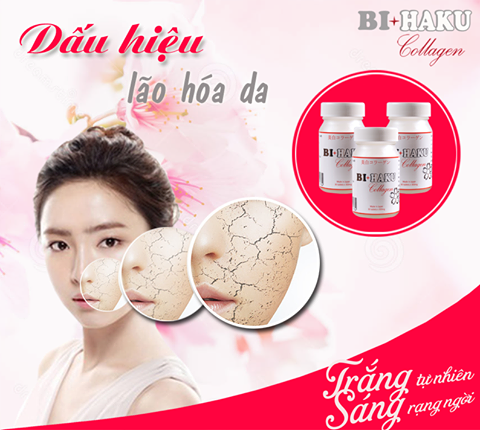 Dấu hiệu
lão hóa da
BI+HAKU
Collagen
BI+HAKU
Collagen
Trắng tự nhiên
Sáng rạng ngời